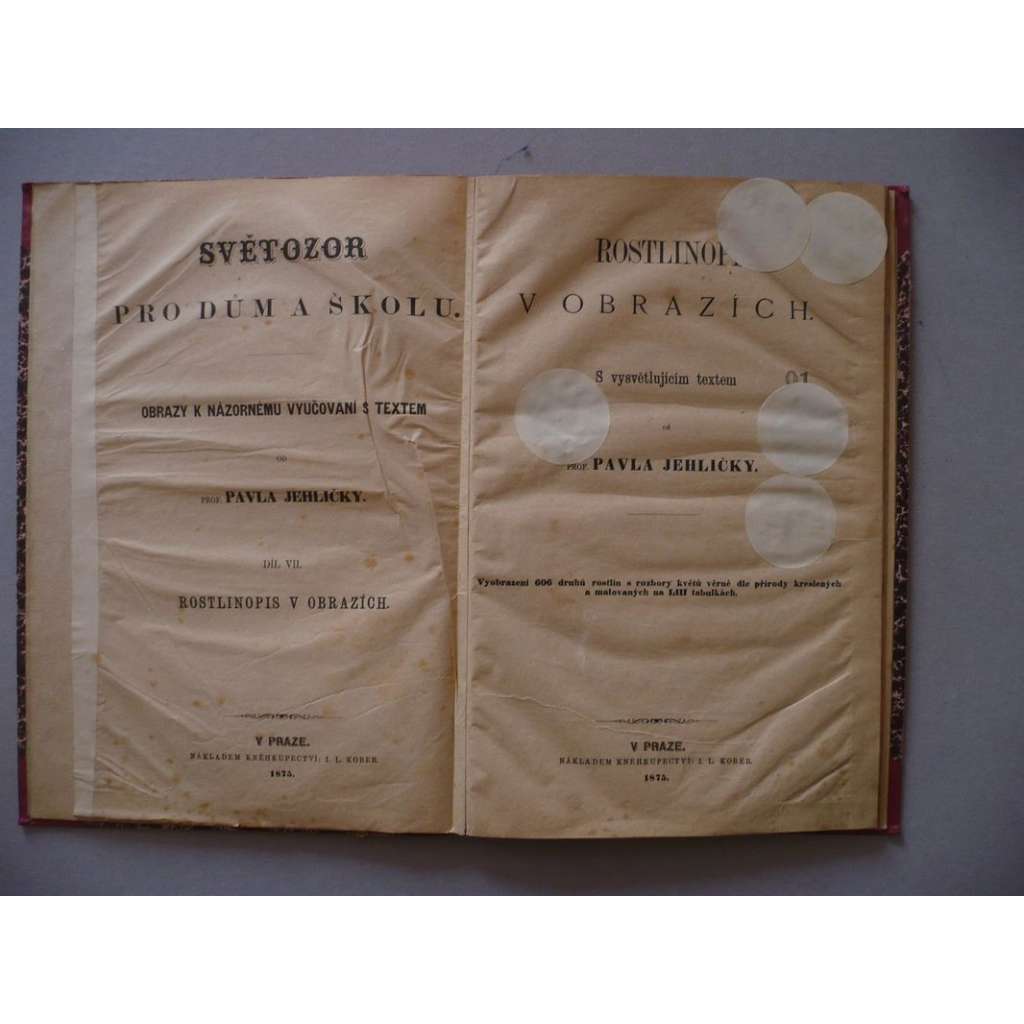 SVĚTOZOR
PRO DŮM A ŠKOLU.
OBRAZY K NÁZORNÉMU VYUČOVANÍ S TEXTEM
OD
PROF. PAVLA JEHLIČKY.
DÍL VII.
ROSTLINOPIS V OBRAZÍCH.
V PRAZE.
NÁKLADEM KNĚHKUPECTVÍ: I. L. KOBER.
1875.
ROSTLINOPI
V OBRAZÍCH.
S vysvětlujícím textem
01
od
PROF. PAVLA JEHLIČKY.
Vyobrazení 606 druhů rostlin s rozbory květů věrně dle přírody kreslených
a malovaných na LIII tabulkách.
V PRAZE.
NÁKLADEM KNĚHKUPECTVÍ: I. L. KOBER.
1875.